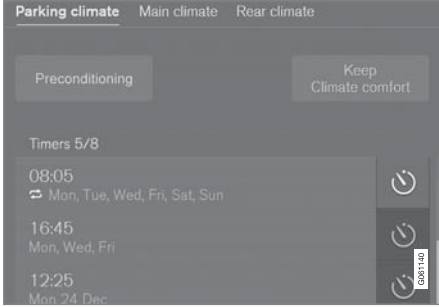 Parking climate Main climate Rear climate
Preconditioning
Keep
Climate comfort
Timers 5/8
08:05
Mon, Tue, Wed, Fri, Sat, Sun
16:45
Mon, Wed, Fri
12:25
Mon 24 Dec
G061140